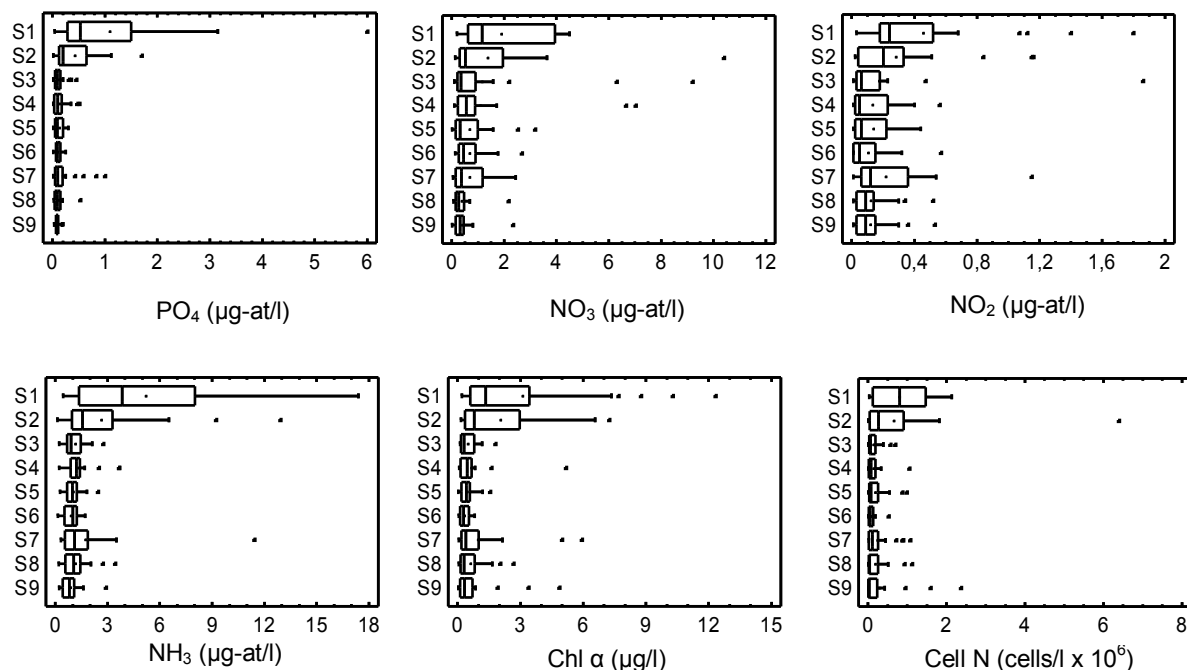 S1
S2
S3
S4
S5
S6
S7
S8
S9
0 1 2 3 4 5 6
PO₄ (µg-at/l)
S1
S2
S3
S4
S5
S6
S7
S8
S9
0 2 4 6 8 10 12
NO₃ (µg-at/l)
S1
S2
S3
S4
S5
S6
S7
S8
S9
0 0,4 0,8 1,2 1,6 2
NO₂ (µg-at/l)
S1
S2
S3
S4
S5
S6
S7
S8
S9
0 3 6 9 12 15 18
NH₃ (µg-at/l)
S1
S2
S3
S4
S5
S6
S7
S8
S9
0 3 6 9 12 15
Chl α (µg/l)
S1
S2
S3
S4
S5
S6
S7
S8
S9
0 2 4 6 8
Cell N (cells/l x 10⁶)